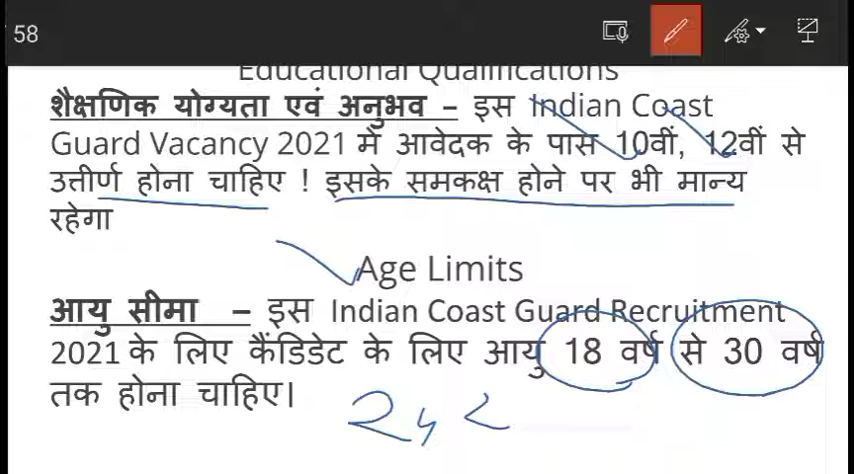 58
Educational Qualifications
शैक्षणिक योग्यता एवं अनुभव – इस Indian Coast
Guard Vacancy 2021 में आवेदक के पास 10वीं, 12वीं से
उत्तीर्ण होना चाहिए ! इसके समकक्ष होने पर भी मान्य
रहेगा
Age Limits
आयु सीमा – इस Indian Coast Guard Recruitment
2021 के लिए कैंडिडेट के लिए आयु 18 वर्ष से 30 वर्ष
तक होना चाहिए।